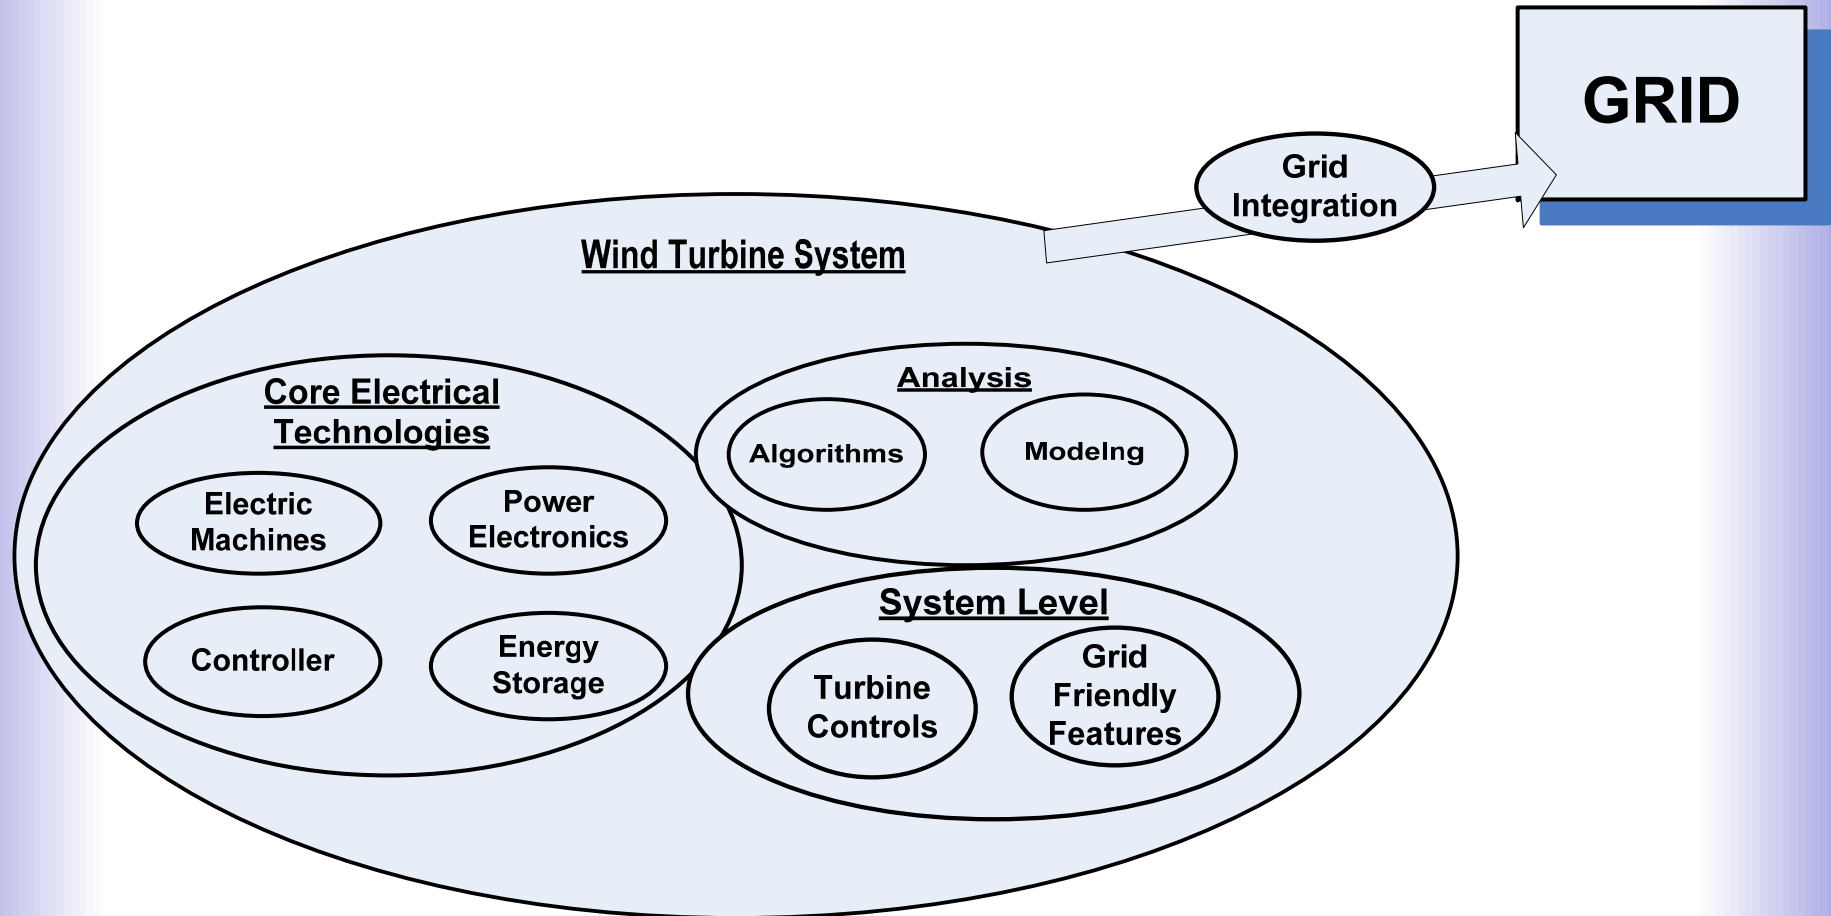 GRID
Grid
Integration
Wind Turbine System
Core Electrical
Technologies
Electric
Machines
Power
Electronics
Controller
Energy
Storage
Analysis
Algorithms
Modelng
System Level
Turbine
Controls
Grid
Friendly
Features